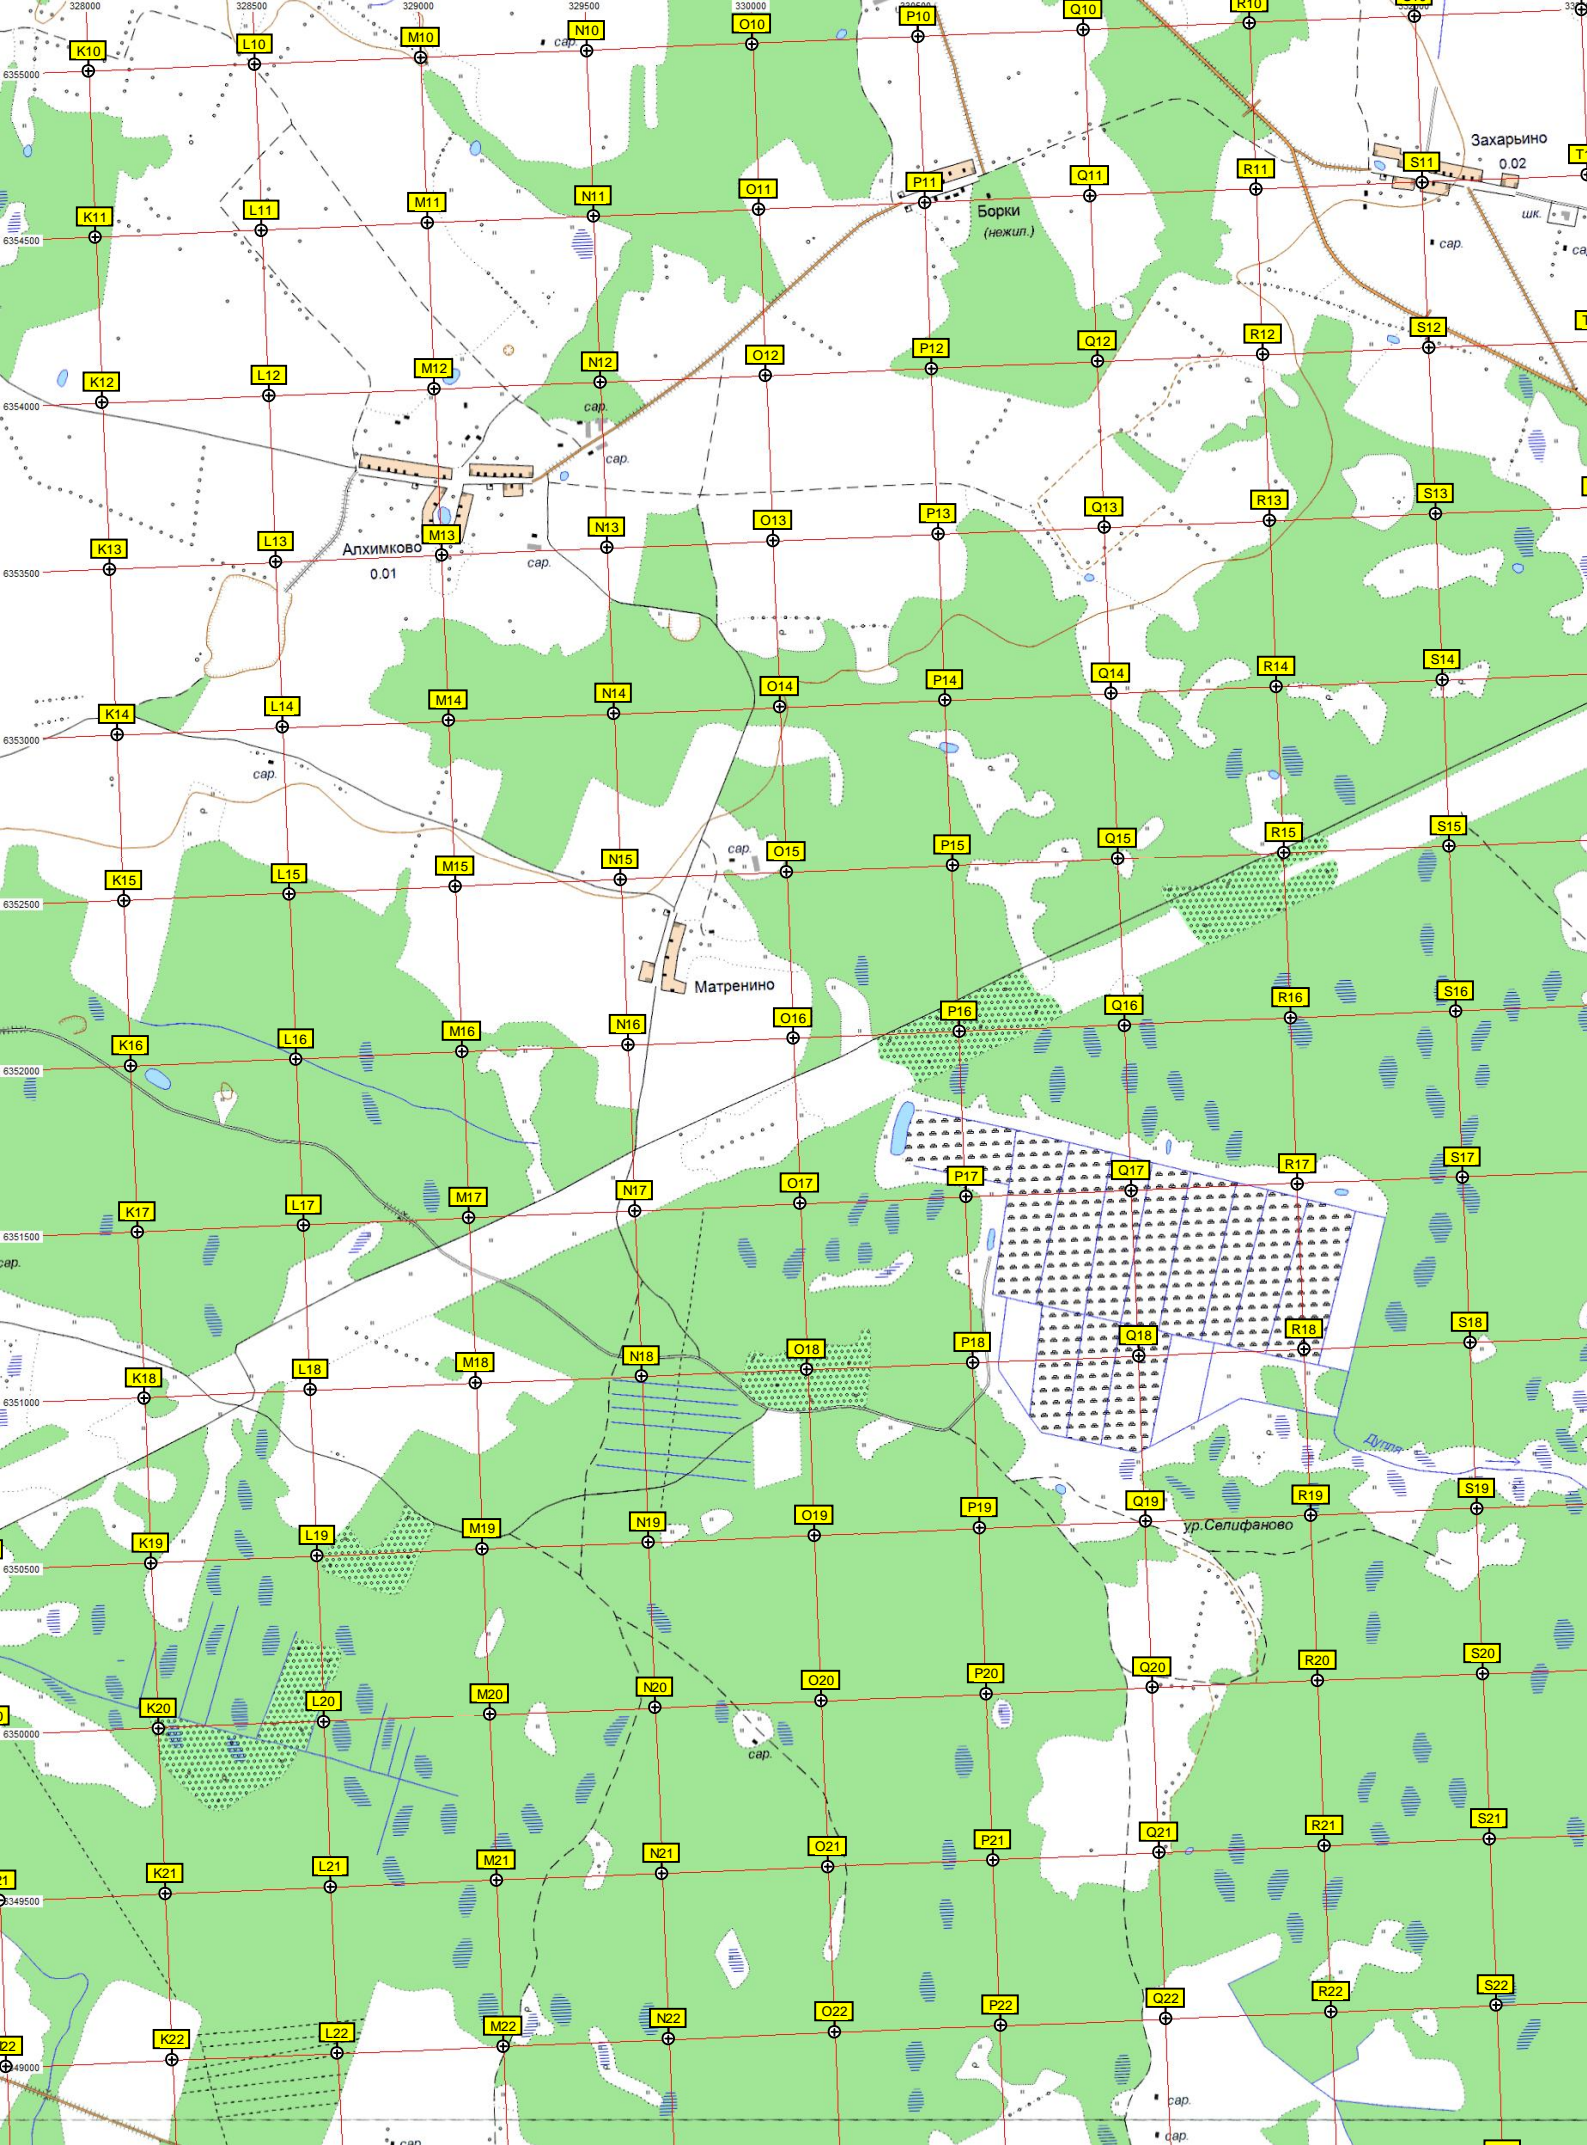 328000 328500 329000 329500 330000
K10 L10 M10 N10 O10 P10 Q10 R10
сар.
6355000
Захарьино
0.02
K11 L11 M11 N11 O11 P11 Q11 R11 S11
Борки
(нежил.)
шк.
сар.
6354500
K12 L12 M12 N12 O12 P12 Q12 R12 S12
6354000
сар.
сар.
K13 L13 M13 N13 O13 P13 Q13 R13 S13
Алхимково
0.01
сар.
6353500
K14 L14 M14 N14 O14 P14 Q14 R14 S14
6353000
сар.
K15 L15 M15 N15 O15 P15 Q15 R15 S15
сар.
6352500
Матренино
K16 L16 M16 N16 O16 P16 Q16 R16 S16
6352000
K17 L17 M17 N17 O17 P17 Q17 R17 S17
6351500
сар.
K18 L18 M18 N18 O18 P18 Q18 R18 S18
6351000
Дупля
K19 L19 M19 N19 O19 P19 Q19 R19 S19
ур.Селифаново
6350500
K20 L20 M20 N20 O20 P20 Q20 R20 S20
6350000
сар.
K21 L21 M21 N21 O21 P21 Q21 R21 S21
6349500
K22 L22 M22 N22 O22 P22 Q22 R22 S22
сар.
сар.
сар.